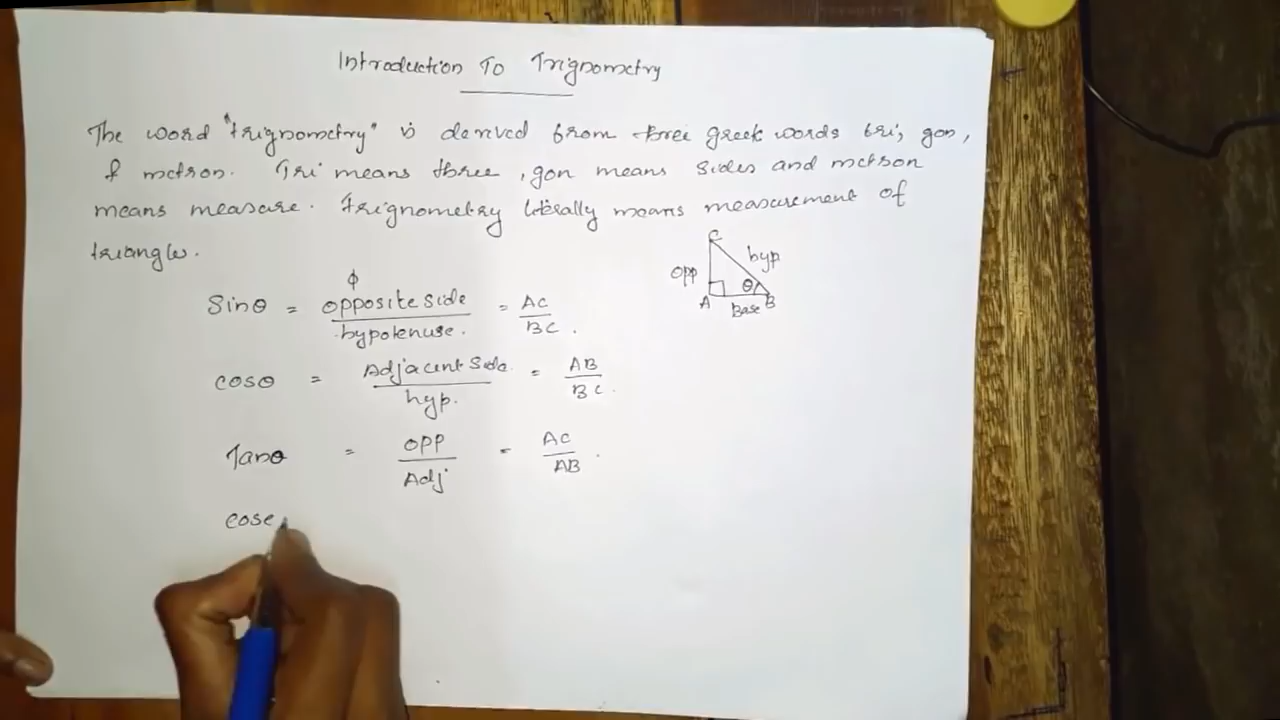 Introduction To Trignometry
The word "trignometry" is derived from three greek words tri, gon,
& metron. Tri means three, gon means sides and metron
means measure. Trignometry literally means measurement of
triangles.
C
opp
hyp
θ
A
B
Base
ϕ
Sinθ = opposite side / hypotenuse. = AC / BC.
cosθ = Adjacent side / hyp. = AB / BC.
Tanθ = opp / Adj = AC / AB.
cose